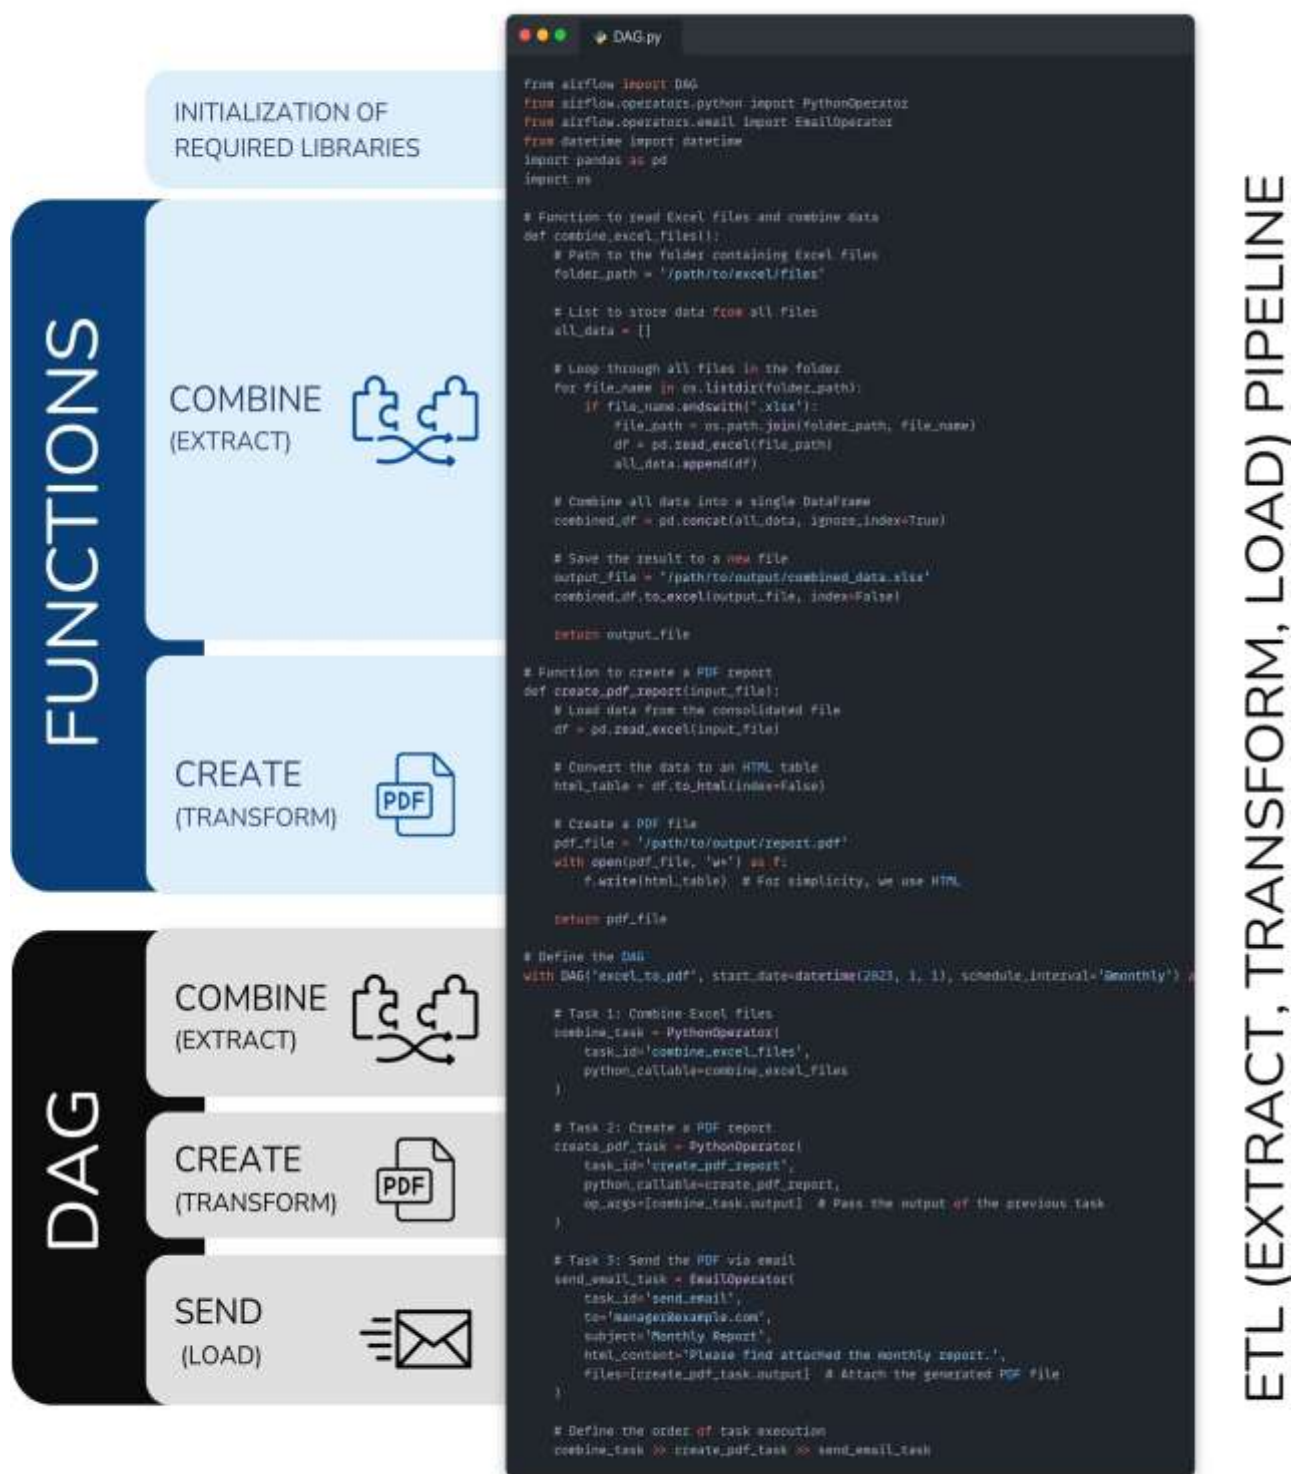 DAG.py
INITIALIZATION OF
REQUIRED LIBRARIES
from airflow import DAG
from airflow.operators.python import PythonOperator
from airflow.operators.email import EmailOperator
from datetime import datetime
import pandas as pd
import os
FUNCTIONS
COMBINE
(EXTRACT)
# Function to read Excel files and combine data
def combine_excel_files():
# Path to the folder containing Excel files
folder_path = '/path/to/excel/files'
# List to store data from all files
all_data = []
# Loop through all files in the folder
for file_name in os.listdir(folder_path):
if file_name.endswith('.xlsx'):
file_path = os.path.join(folder_path, file_name)
df = pd.read_excel(file_path)
all_data.append(df)
# Combine all data into a single DataFrame
combined_df = pd.concat(all_data, ignore_index=True)
# Save the result to a new file
output_file = '/path/to/output/combined_data.xlsx'
combined_df.to_excel(output_file, index=False)
return output_file
CREATE
PDF
(TRANSFORM)
# Function to create a PDF report
def create_pdf_report(input_file):
# Load data from the consolidated file
df = pd.read_excel(input_file)
# Convert the data to an HTML table
html_table = df.to_html(index=False)
# Create a PDF file
pdf_file = '/path/to/output/report.pdf'
with open(pdf_file, 'w+') as f:
f.write(html_table) # For simplicity, we use HTML
return pdf_file
DAG
# Define the DAG
with DAG('excel_to_pdf', start_date=datetime(2023, 1, 1), schedule_interval='@monthly') a
COMBINE
(EXTRACT)
# Task 1: Combine Excel files
combine_task = PythonOperator(
task_id='combine_excel_files',
python_callable=combine_excel_files
)
CREATE
PDF
(TRANSFORM)
# Task 2: Create a PDF report
create_pdf_task = PythonOperator(
task_id='create_pdf_report',
python_callable=create_pdf_report,
op_args=[combine_task.output] # Pass the output of the previous task
)
SEND
(LOAD)
# Task 3: Send the PDF via email
send_email_task = EmailOperator(
task_id='send_email',
to='manager@example.com',
subject='Monthly Report',
html_content='Please find attached the monthly report.',
files=[create_pdf_task.output] # Attach the generated PDF file
)
# Define the order of task execution
combine_task >> create_pdf_task >> send_email_task
ETL (EXTRACT, TRANSFORM, LOAD) PIPELINE